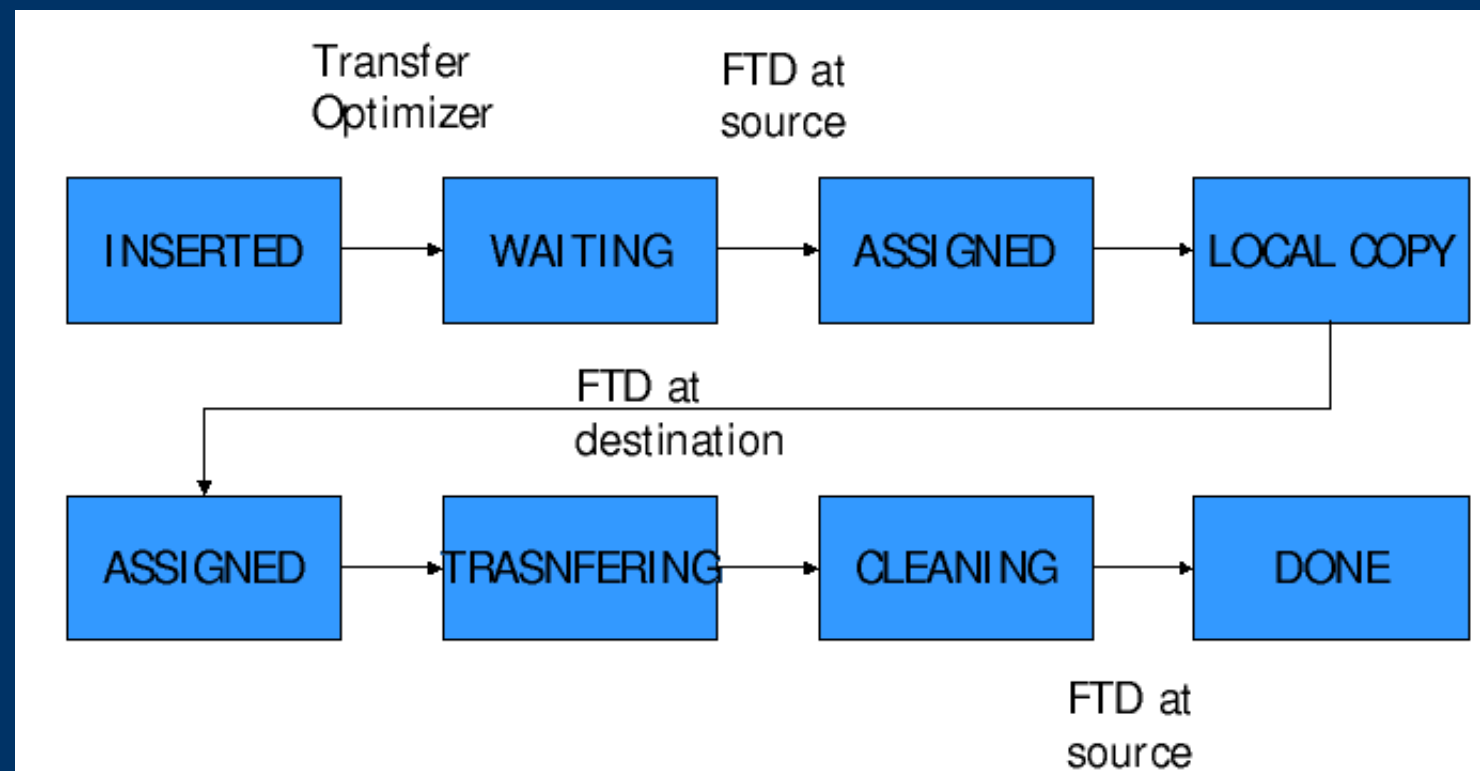 Transfer
Optimizer
FTD at
source
INSERTED
WAITING
ASSIGNED
LOCAL COPY
FTD at
destination
ASSIGNED
TRASNFERING
CLEANING
DONE
FTD at
source